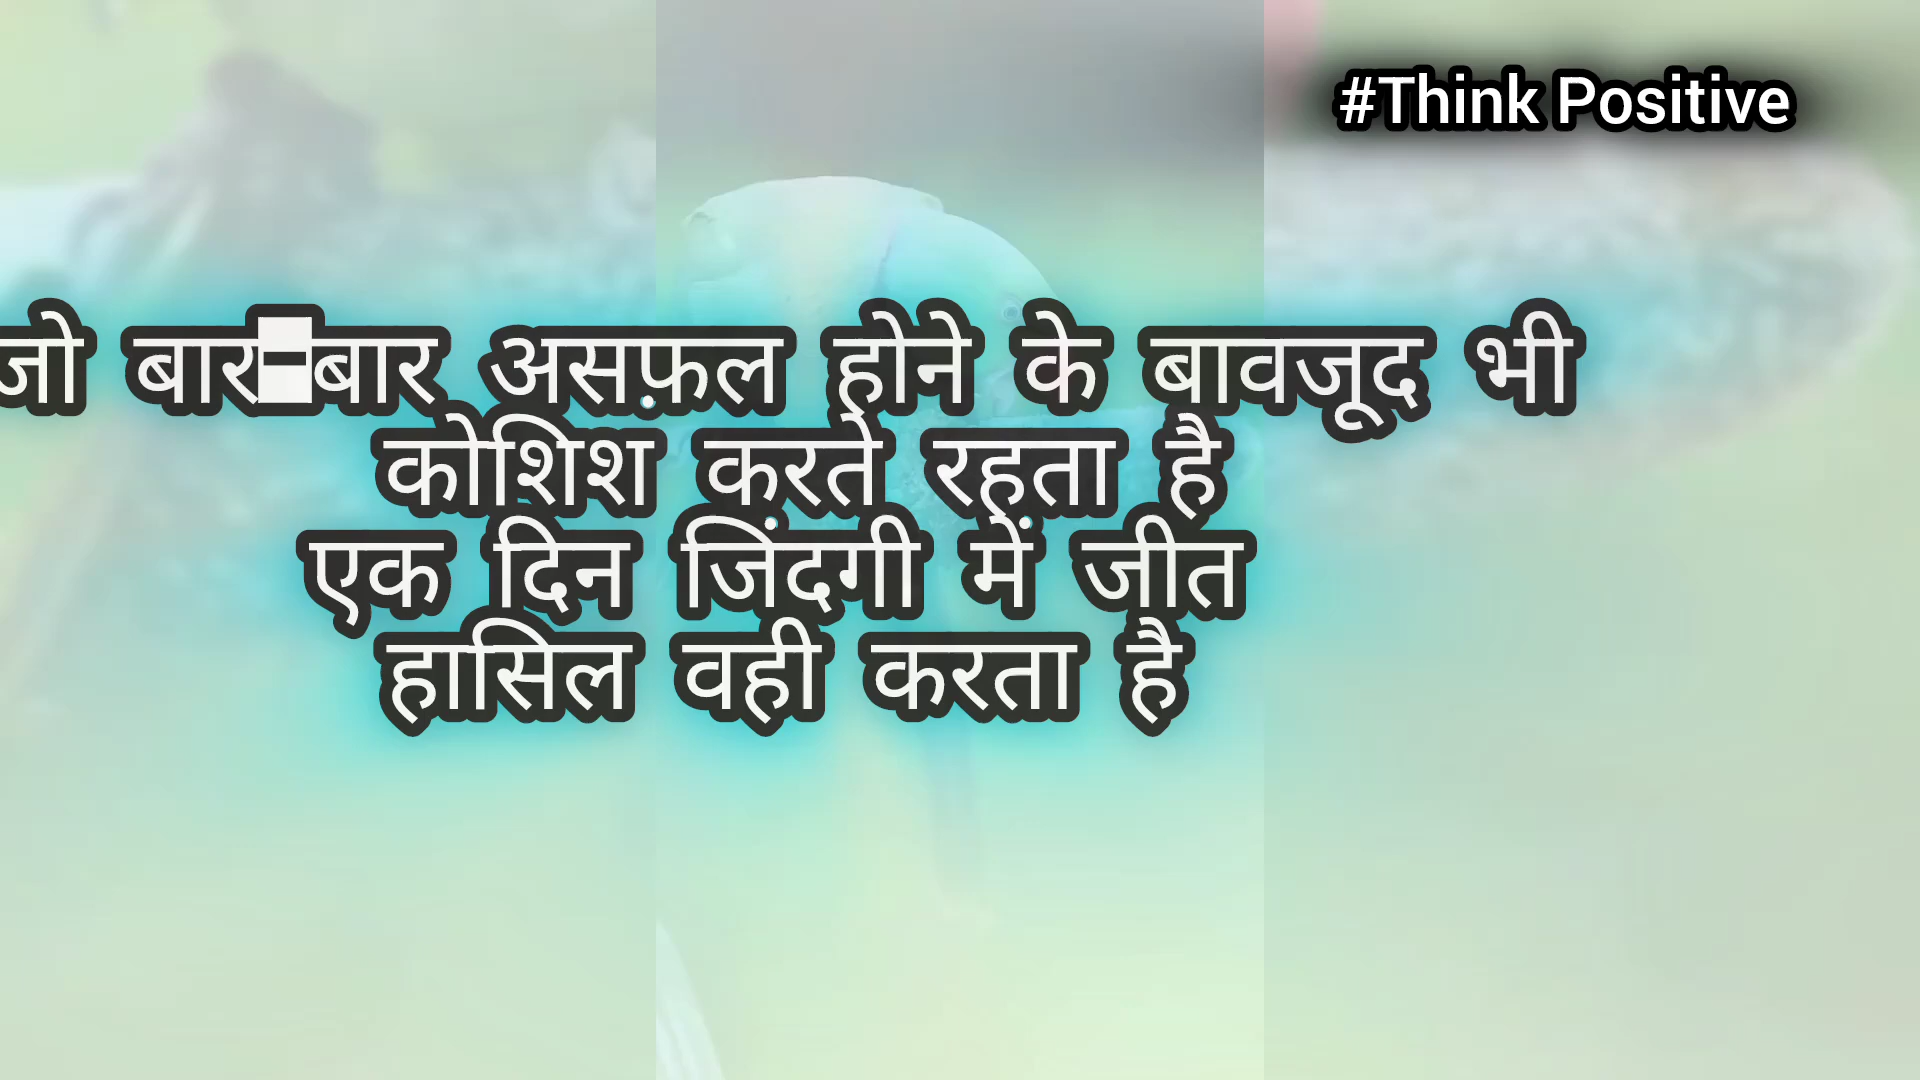 #Think Positive
जो बार-बार असफ़ल होने के बावजूद भी
कोशिश करते रहता है
एक दिन जिंदगी में जीत
हासिल वही करता है